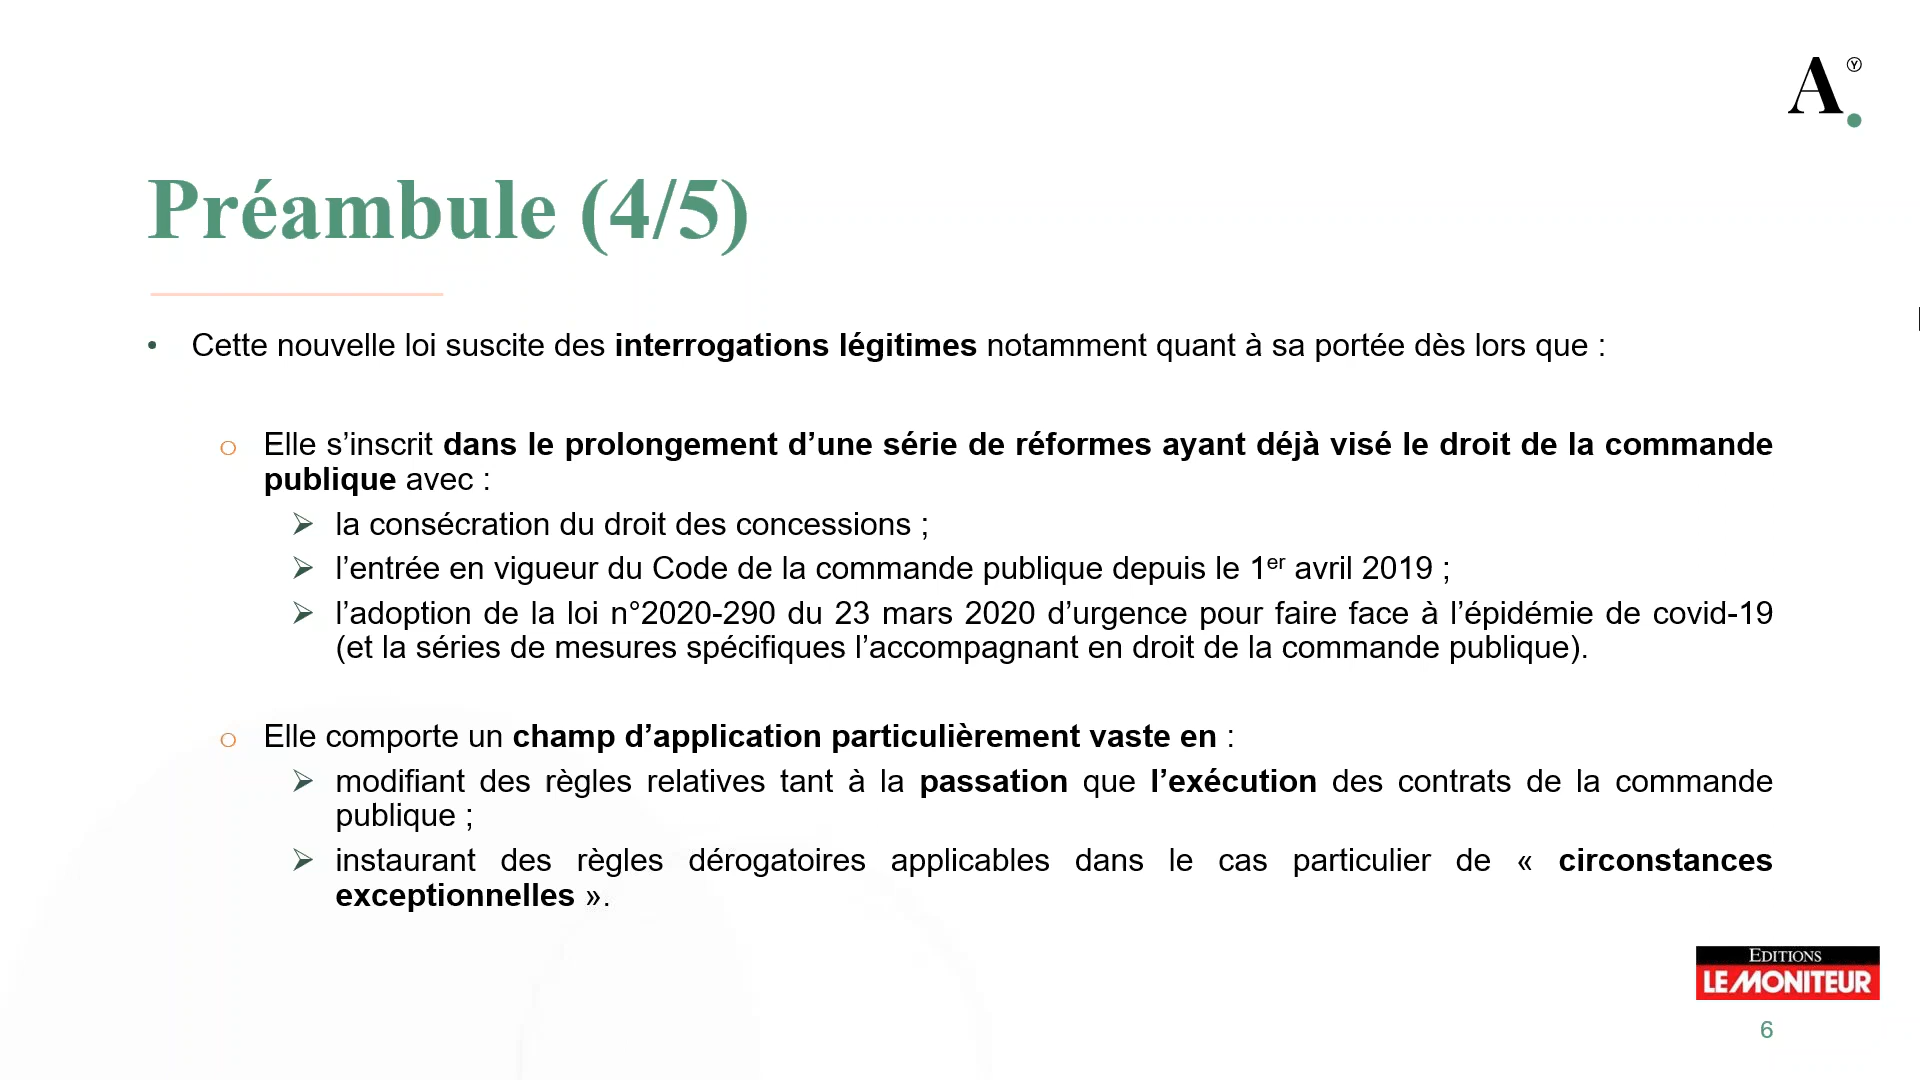 A Y
Préambule (4/5)
• Cette nouvelle loi suscite des interrogations légitimes notamment quant à sa portée dès lors que :
o Elle s’inscrit dans le prolongement d’une série de réformes ayant déjà visé le droit de la commande
publique avec :
➢ la consécration du droit des concessions ;
➢ l’entrée en vigueur du Code de la commande publique depuis le 1er avril 2019 ;
➢ l’adoption de la loi n°2020-290 du 23 mars 2020 d’urgence pour faire face à l’épidémie de covid-19
(et la séries de mesures spécifiques l’accompagnant en droit de la commande publique).
o Elle comporte un champ d’application particulièrement vaste en :
➢ modifiant des règles relatives tant à la passation que l’exécution des contrats de la commande
publique ;
➢ instaurant des règles dérogatoires applicables dans le cas particulier de « circonstances
exceptionnelles ».
EDITIONS
LE MONITEUR
6